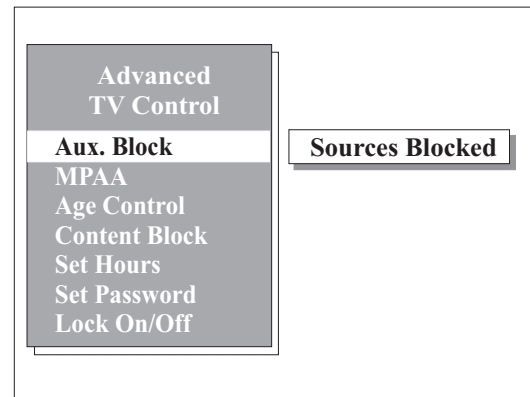 Advanced
TV Control
Aux. Block
Sources Blocked
MPAA
Age Control
Content Block
Set Hours
Set Password
Lock On/Off